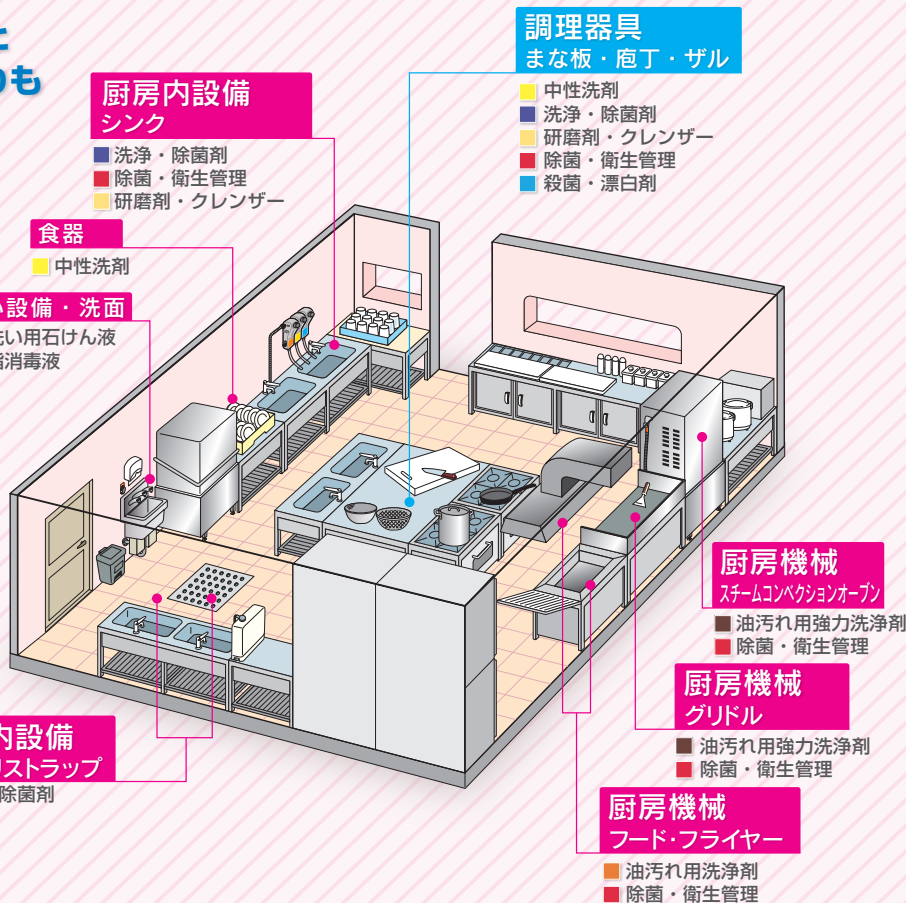 のも
調理器具
まな板・庖丁・ザル
中性洗剤
洗浄・除菌剤
研磨剤・クレンザー
除菌・衛生管理
殺菌・漂白剤
厨房内設備
シンク
洗浄・除菌剤
除菌・衛生管理
研磨剤・クレンザー
食器
中性洗剤
い設備・洗面
洗い用石けん液
指消毒液
厨房機械
スチームコンベクションオーブン
油汚れ用強力洗浄剤
除菌・衛生管理
厨房機械
グリドル
油汚れ用強力洗浄剤
除菌・衛生管理
内設備
リストラップ
除菌剤
厨房機械
フード・フライヤー
油汚れ用洗浄剤
除菌・衛生管理